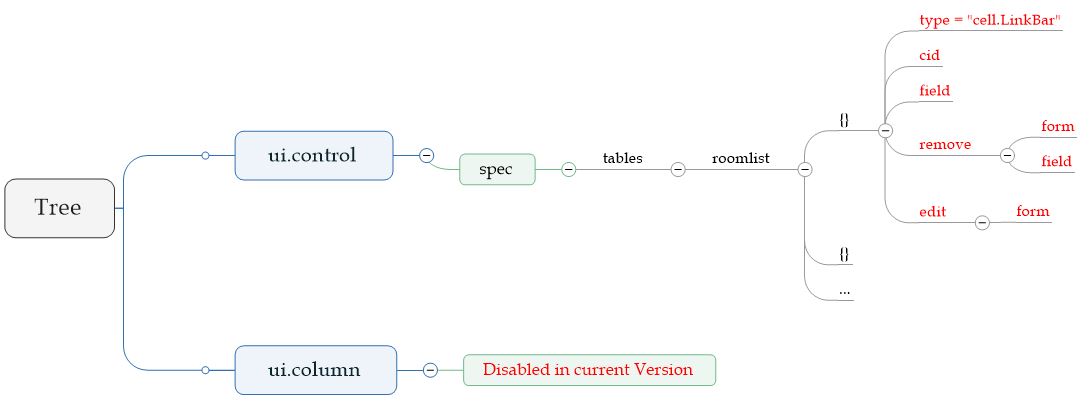 Tree
ui.control
spec
tables
roomlist
{}
type = "cell.LinkBar"
cid
field
remove
form
field
edit
form
{}
...
ui.column
Disabled in current Version